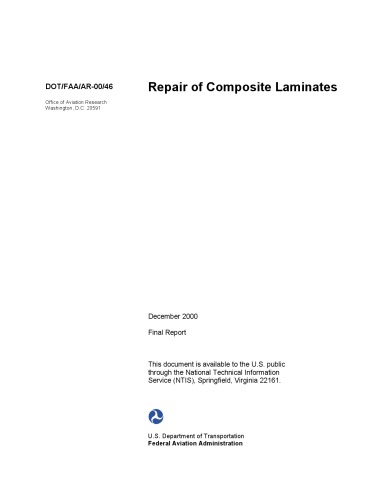 DOT/FAA/AR-00/46
Office of Aviation Research
Washington, D.C. 20591
Repair of Composite Laminates
December 2000
Final Report
This document is available to the U.S. public
through the National Technical Information
Service (NTIS), Springfield, Virginia 22161.
U.S. Department of Transportation
Federal Aviation Administration